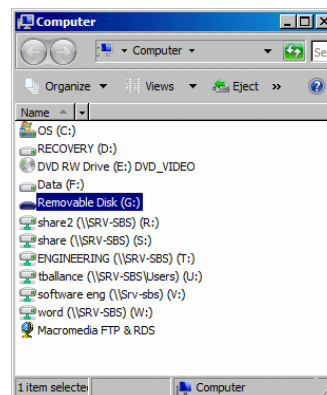 Computer
Computer
Se
Organize Views Eject »
Name
OS (C:)
RECOVERY (D:)
DVD RW Drive (E:) DVD_VIDEO
Data (F:)
Removable Disk (G:)
share2 (\\SRV-SBS) (R:)
share (\\SRV-SBS) (S:)
ENGINEERING (\\SRV-SBS) (T:)
tballance (\\SRV-SBS\Users) (U:)
software eng (\\Srv-sbs) (V:)
word (\\SRV-SBS) (W:)
Macromedia FTP & RDS
1 item selecte Computer